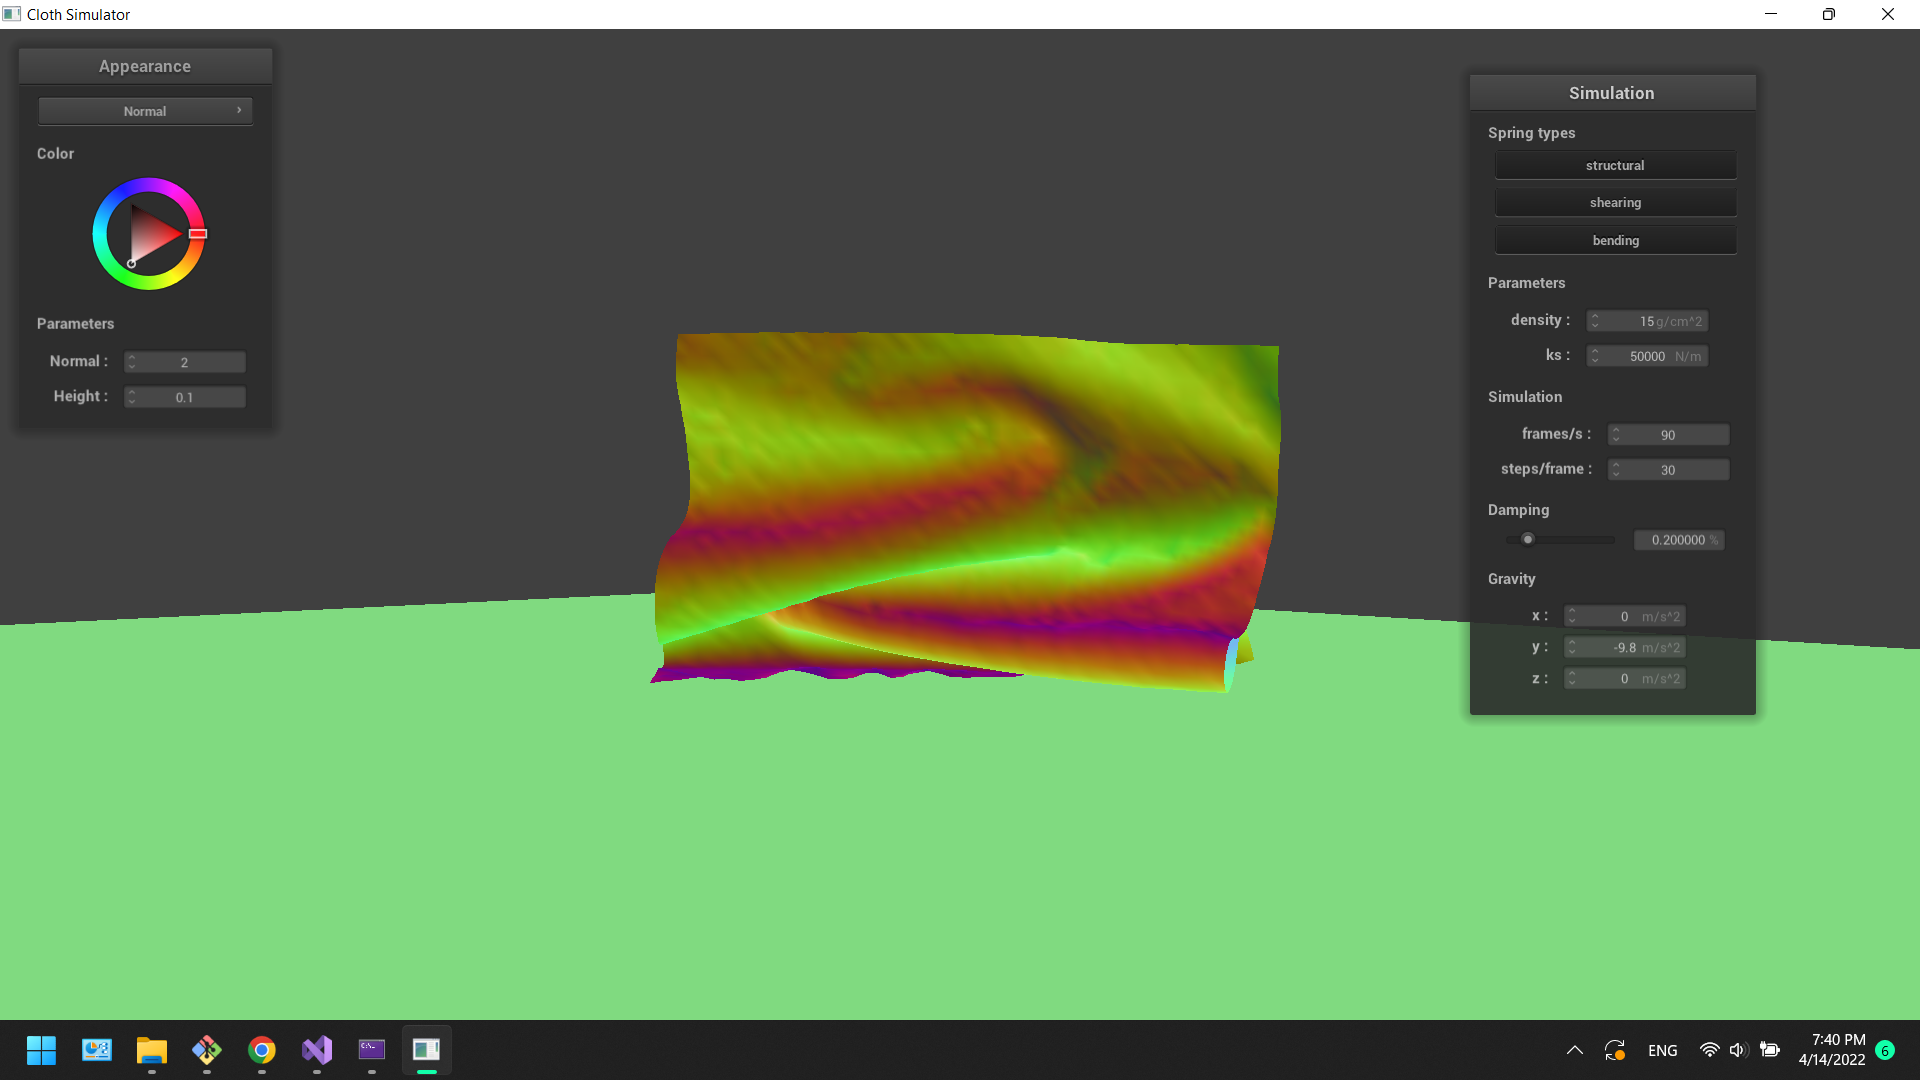 Cloth Simulator
Appearance
Normal
Color
Parameters
Normal : 2
Height : 0.1
Simulation
Spring types
structural
shearing
bending
Parameters
density : 15 g/cm^2
ks : 50000 N/m
Simulation
frames/s : 90
steps/frame : 30
Damping
0.200000 %
Gravity
x : 0 m/s^2
y : -9.8 m/s^2
z : 0 m/s^2
ENG
7:40 PM
4/14/2022
6